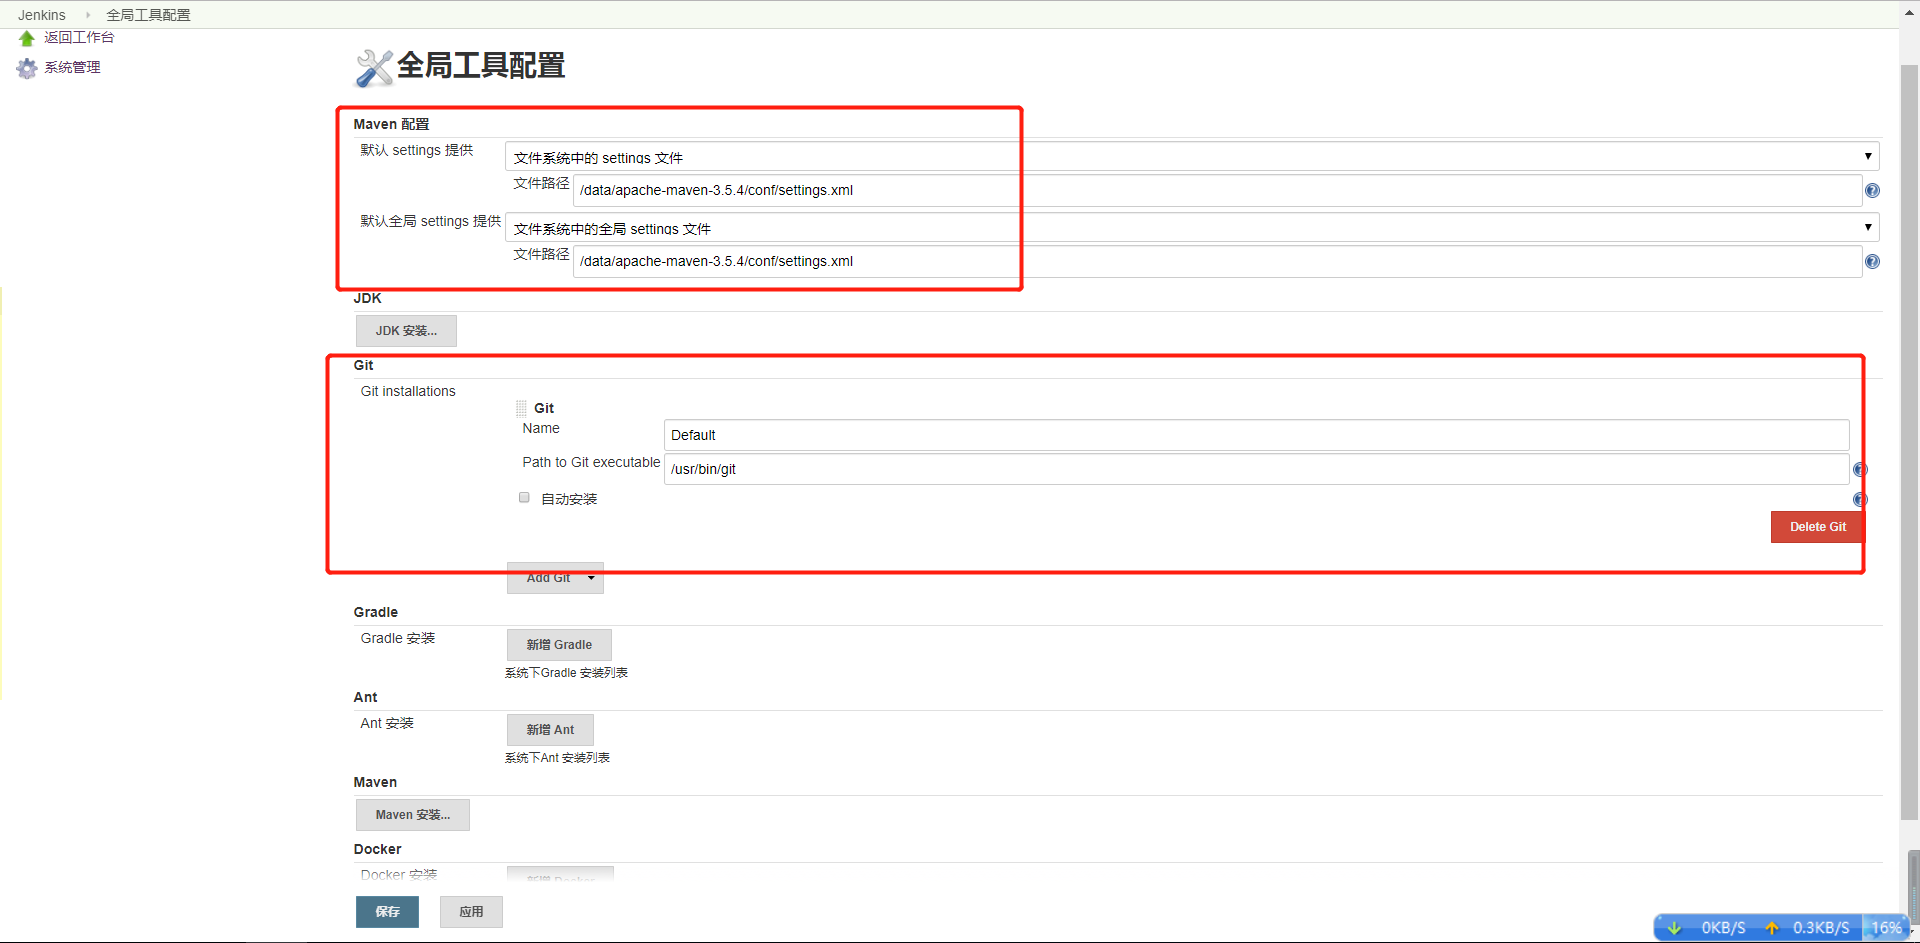 Jenkins 全局工具配置
返回工作台
系统管理
全局工具配置
Maven 配置
默认 settings 提供
文件系统中的 settings 文件
文件路径
/data/apache-maven-3.5.4/conf/settings.xml
默认全局 settings 提供
文件系统中的全局 settings 文件
文件路径
/data/apache-maven-3.5.4/conf/settings.xml
JDK
JDK 安装...
Git
Git installations
Git
Name
Default
Path to Git executable
/usr/bin/git
自动安装
Delete Git
Add Git
Gradle
Gradle 安装
新增 Gradle
系统下Gradle 安装列表
Ant
Ant 安装
新增 Ant
系统下Ant 安装列表
Maven
Maven 安装...
Docker
Docker 安装
新增 Docker
保存
应用
0KB/S 0.3KB/S 16%